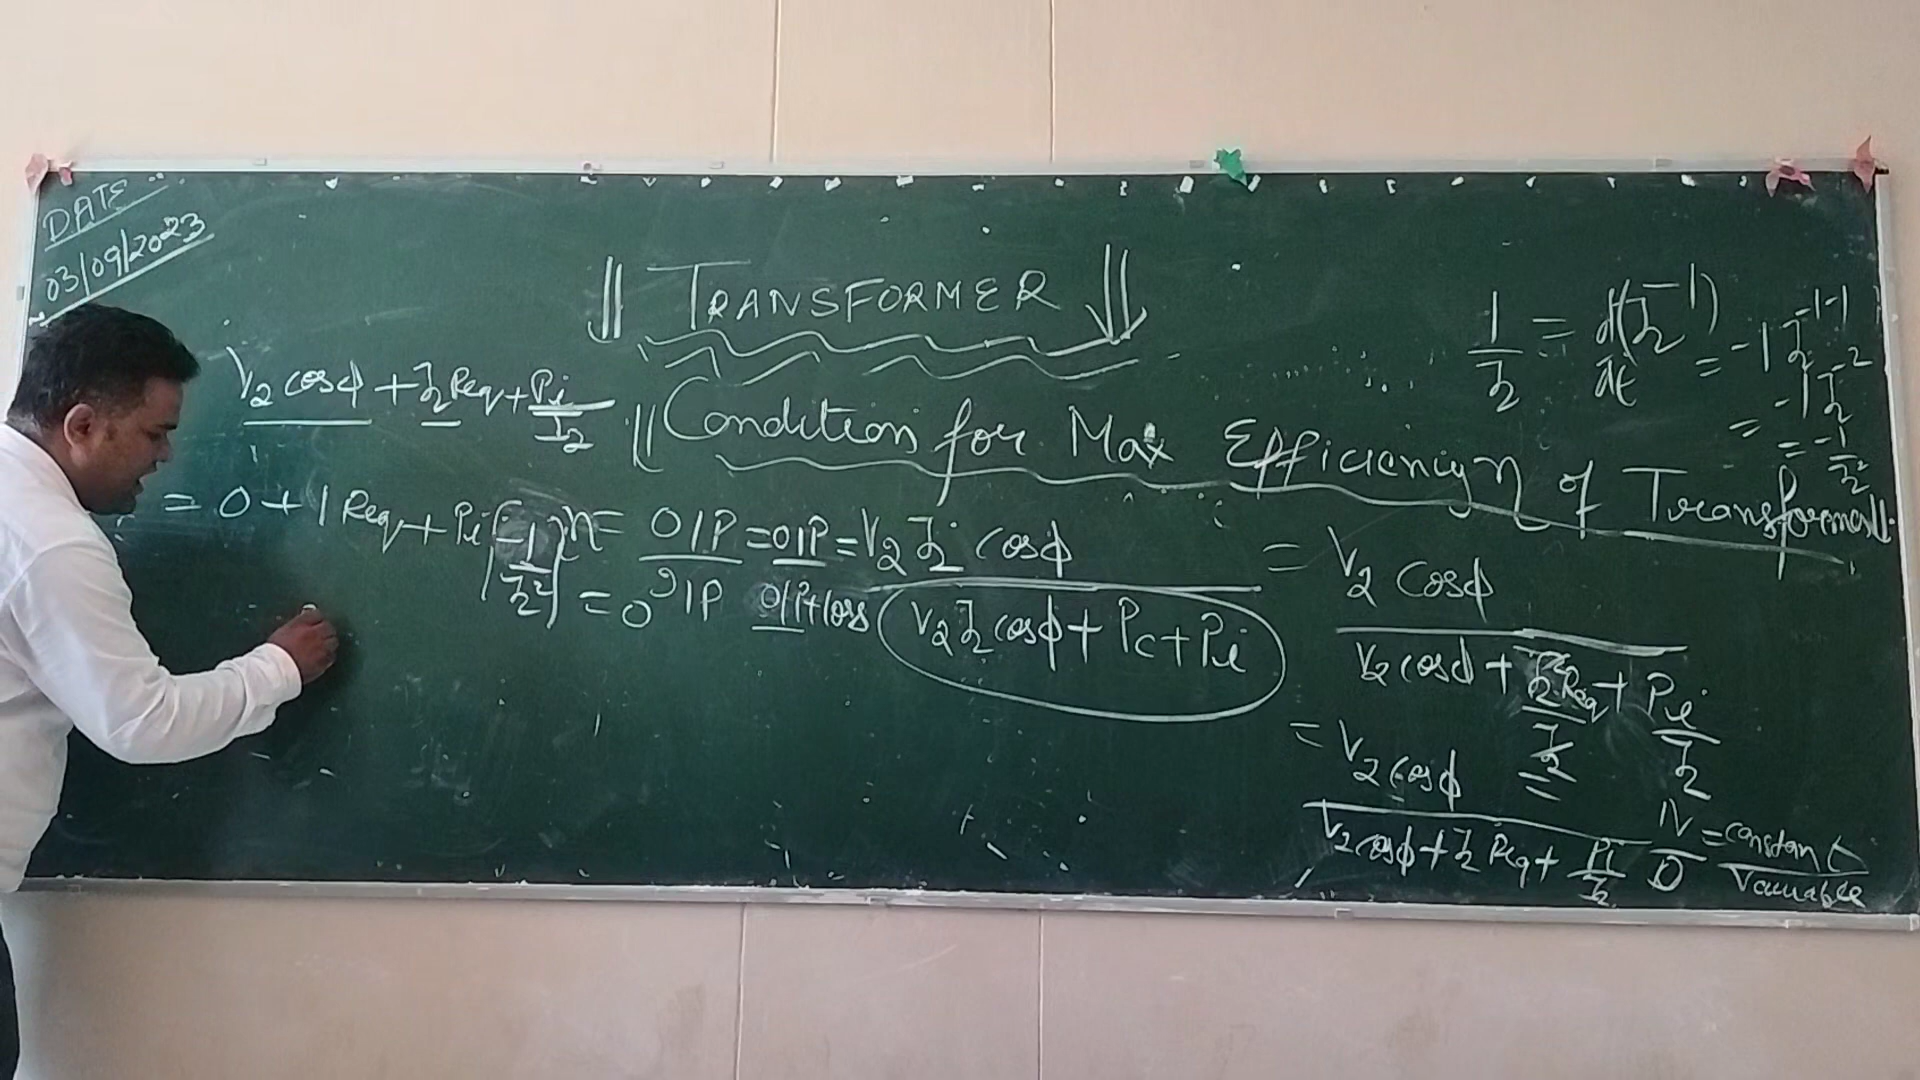 DATE
03/09/2023
TRANSFORMER
Condition for Max Efficiency η of Transformer
V₂ cosφ + I₂ Req + Pi/I₂
= 0 + 1 Req + Pi [-1/I₂²] = 0
η = O/P / I/P = O/P / O/P + loss = V₂ I₂ cosφ / V₂ I₂ cosφ + Pc + Pi
= V₂ cosφ / V₂ cosφ + I₂² Req/I₂ + Pi/I₂
= V₂ cosφ / V₂ cosφ + I₂ Req + Pi/I₂
N/D = constant/Variable
1/I₂ = d(I₂⁻¹)/dt = -1 I₂⁻¹⁻¹
= -1 I₂⁻²
= -1/I₂²